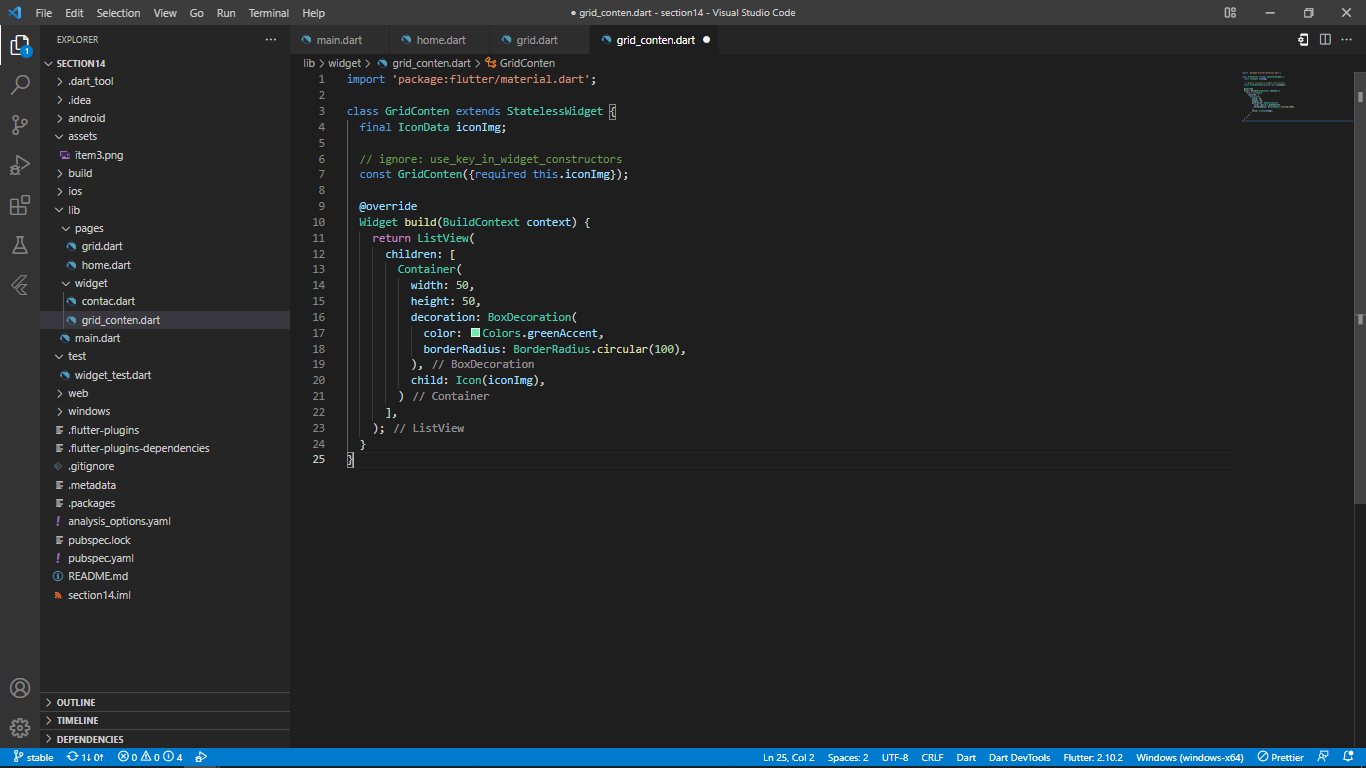 File Edit Selection View Go Run Terminal Help
● grid_conten.dart - section14 - Visual Studio Code
EXPLORER
main.dart
home.dart
grid.dart
grid_conten.dart
lib > widget > grid_conten.dart > GridConten
1
SECTION14
.dart_tool
.idea
android
assets
item3.png
build
ios
lib
pages
grid.dart
home.dart
widget
contac.dart
grid_conten.dart
main.dart
test
widget_test.dart
web
windows
.flutter-plugins
.flutter-plugins-dependencies
.gitignore
.metadata
.packages
analysis_options.yaml
pubspec.lock
pubspec.yaml
README.md
section14.iml
OUTLINE
TIMELINE
DEPENDENCIES
1 import 'package:flutter/material.dart';
2
3 class GridConten extends StatelessWidget {
4 final IconData iconImg;
5
6 // ignore: use_key_in_widget_constructors
7 const GridConten({required this.iconImg});
8
9 @override
10 Widget build(BuildContext context) {
11 return ListView(
12 children: [
13 Container(
14 width: 50,
15 height: 50,
16 decoration: BoxDecoration(
17 color: Colors.greenAccent,
18 borderRadius: BorderRadius.circular(100),
19 ), // BoxDecoration
20 child: Icon(iconImg),
21 ) // Container
22 ],
23 ); // ListView
24 }
25 }
stable 1↓ 0↑ 0 0 4 Ln 25, Col 2 Spaces: 2 UTF-8 CRLF Dart Dart DevTools Flutter: 2.10.2 Windows (windows-x64) Prettier